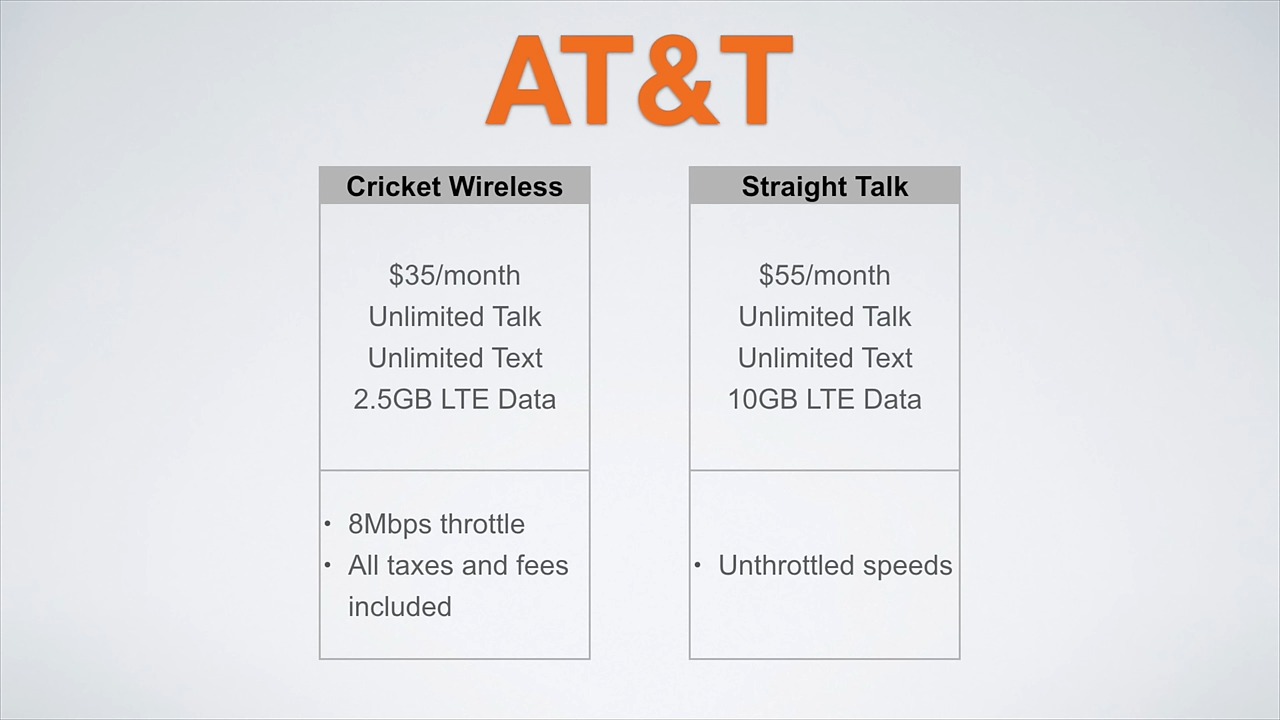 AT&T
Cricket Wireless
$35/month
Unlimited Talk
Unlimited Text
2.5GB LTE Data
• 8Mbps throttle
• All taxes and fees
included
Straight Talk
$55/month
Unlimited Talk
Unlimited Text
10GB LTE Data
• Unthrottled speeds